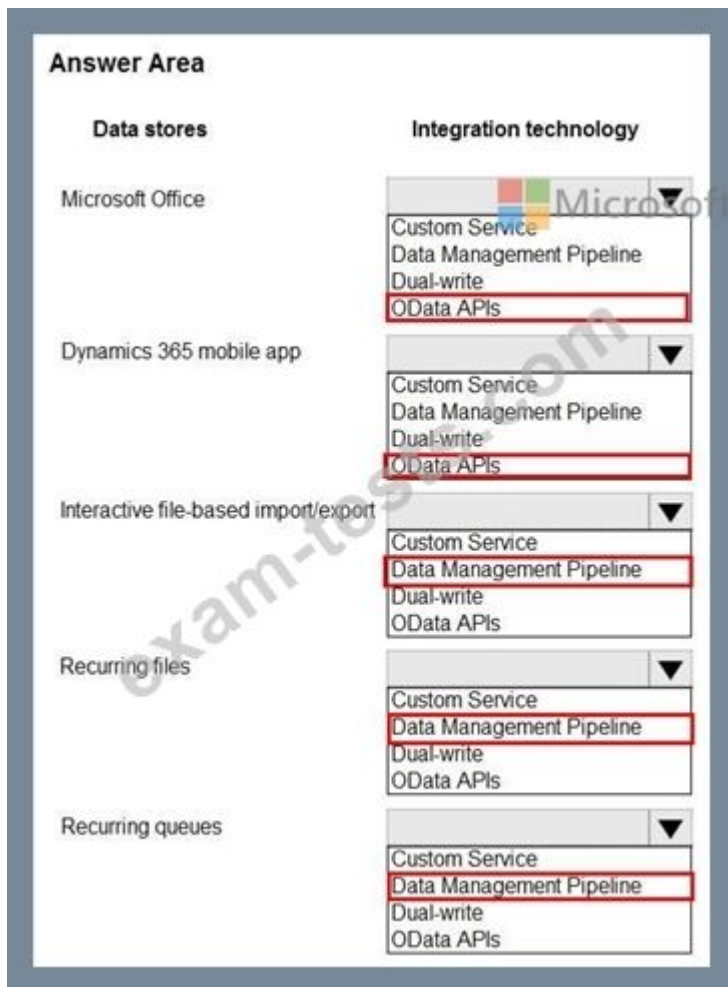 Answer Area
Data stores Integration technology
Microsoft Office
Microsoft
Custom Service
Data Management Pipeline
Dual-write
OData APIs
Dynamics 365 mobile app
Custom Service
Data Management Pipeline
Dual-write
OData APIs
Interactive file-based import/export
Custom Service
Data Management Pipeline
Dual-write
OData APIs
Recurring files
Custom Service
Data Management Pipeline
Dual-write
OData APIs
Recurring queues
Custom Service
Data Management Pipeline
Dual-write
OData APIs
exam-tests.com